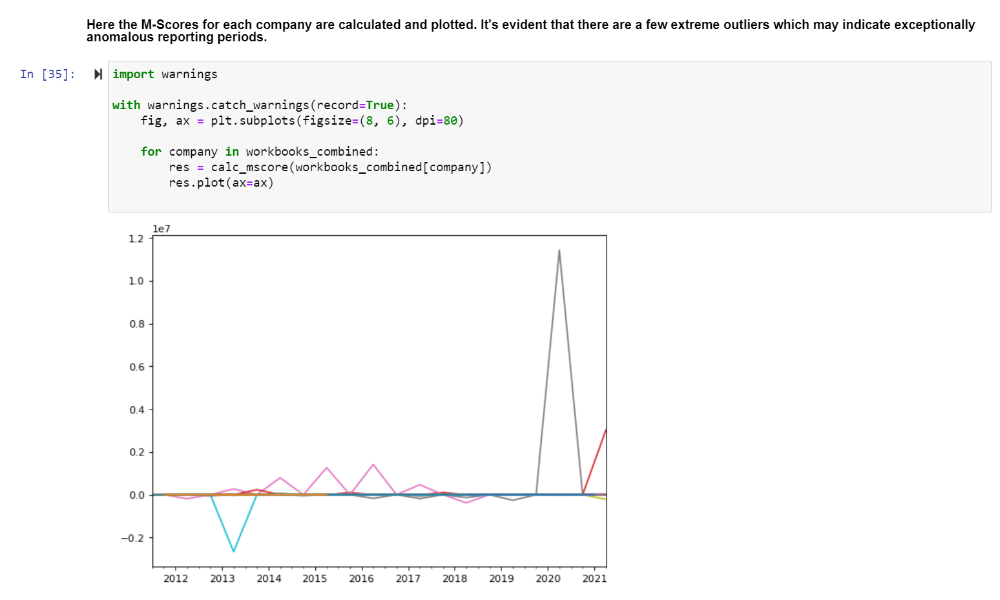 Here the M-Scores for each company are calculated and plotted. It's evident that there are a few extreme outliers which may indicate exceptionally
anomalous reporting periods.
In [35]:
import warnings
with warnings.catch_warnings(record=True):
    fig, ax = plt.subplots(figsize=(8, 6), dpi=80)
    for company in workbooks_combined:
        res = calc_mscore(workbooks_combined[company])
        res.plot(ax=ax)
1e7
1.2
1.0
0.8
0.6
0.4
0.2
0.0
−0.2
2012 2013 2014 2015 2016 2017 2018 2019 2020 2021